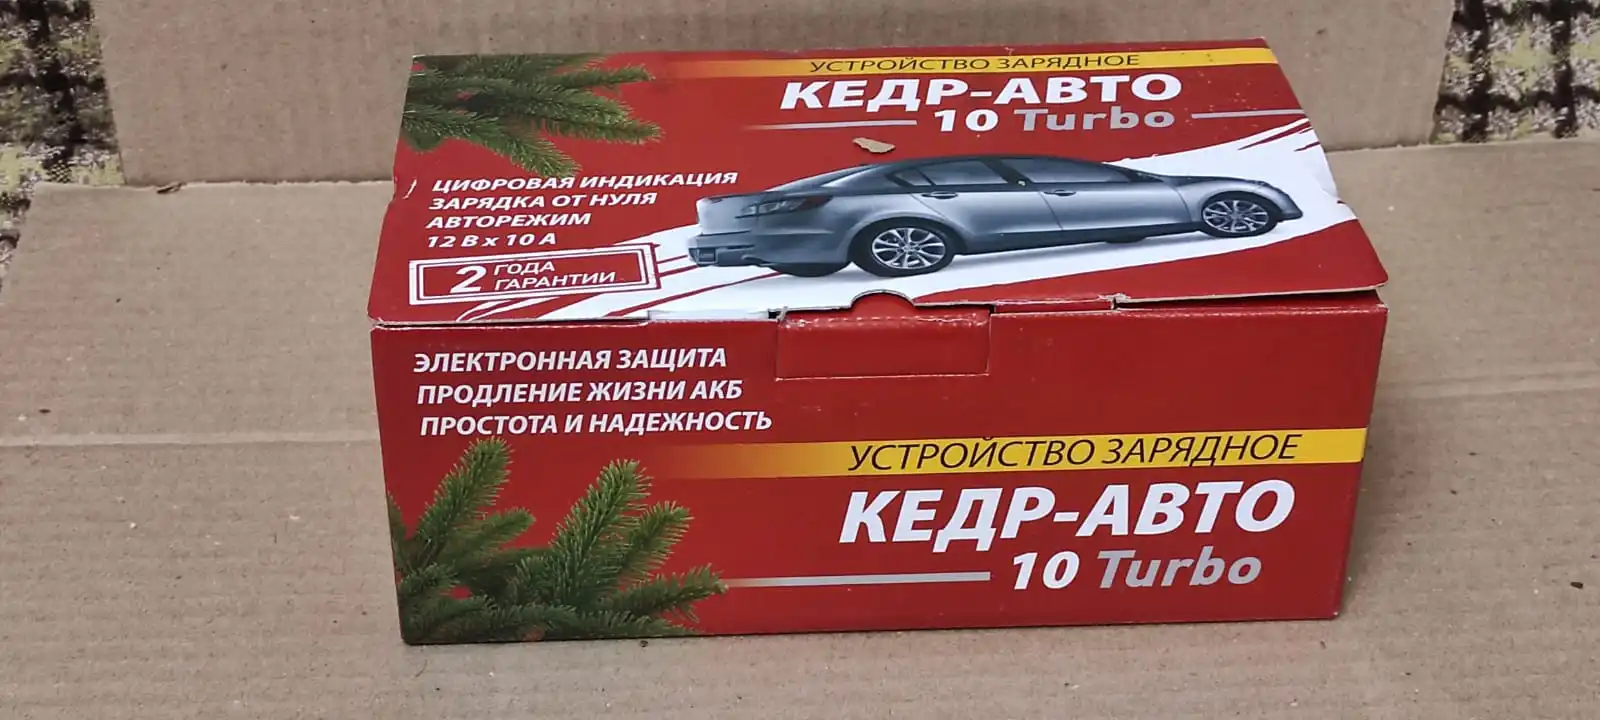 УСТРОЙСТВО ЗАРЯДНОЕ
КЕДР-АВТО
10 Turbo
ЦИФРОВАЯ ИНДИКАЦИЯ
ЗАРЯДКА ОТ НУЛЯ
АВТОРЕЖИМ
12 В х 10 А
2 ГОДА
ГАРАНТИИ
ЭЛЕКТРОННАЯ ЗАЩИТА
ПРОДЛЕНИЕ ЖИЗНИ АКБ
ПРОСТОТА И НАДЕЖНОСТЬ
УСТРОЙСТВО ЗАРЯДНОЕ
КЕДР-АВТО
10 Turbo